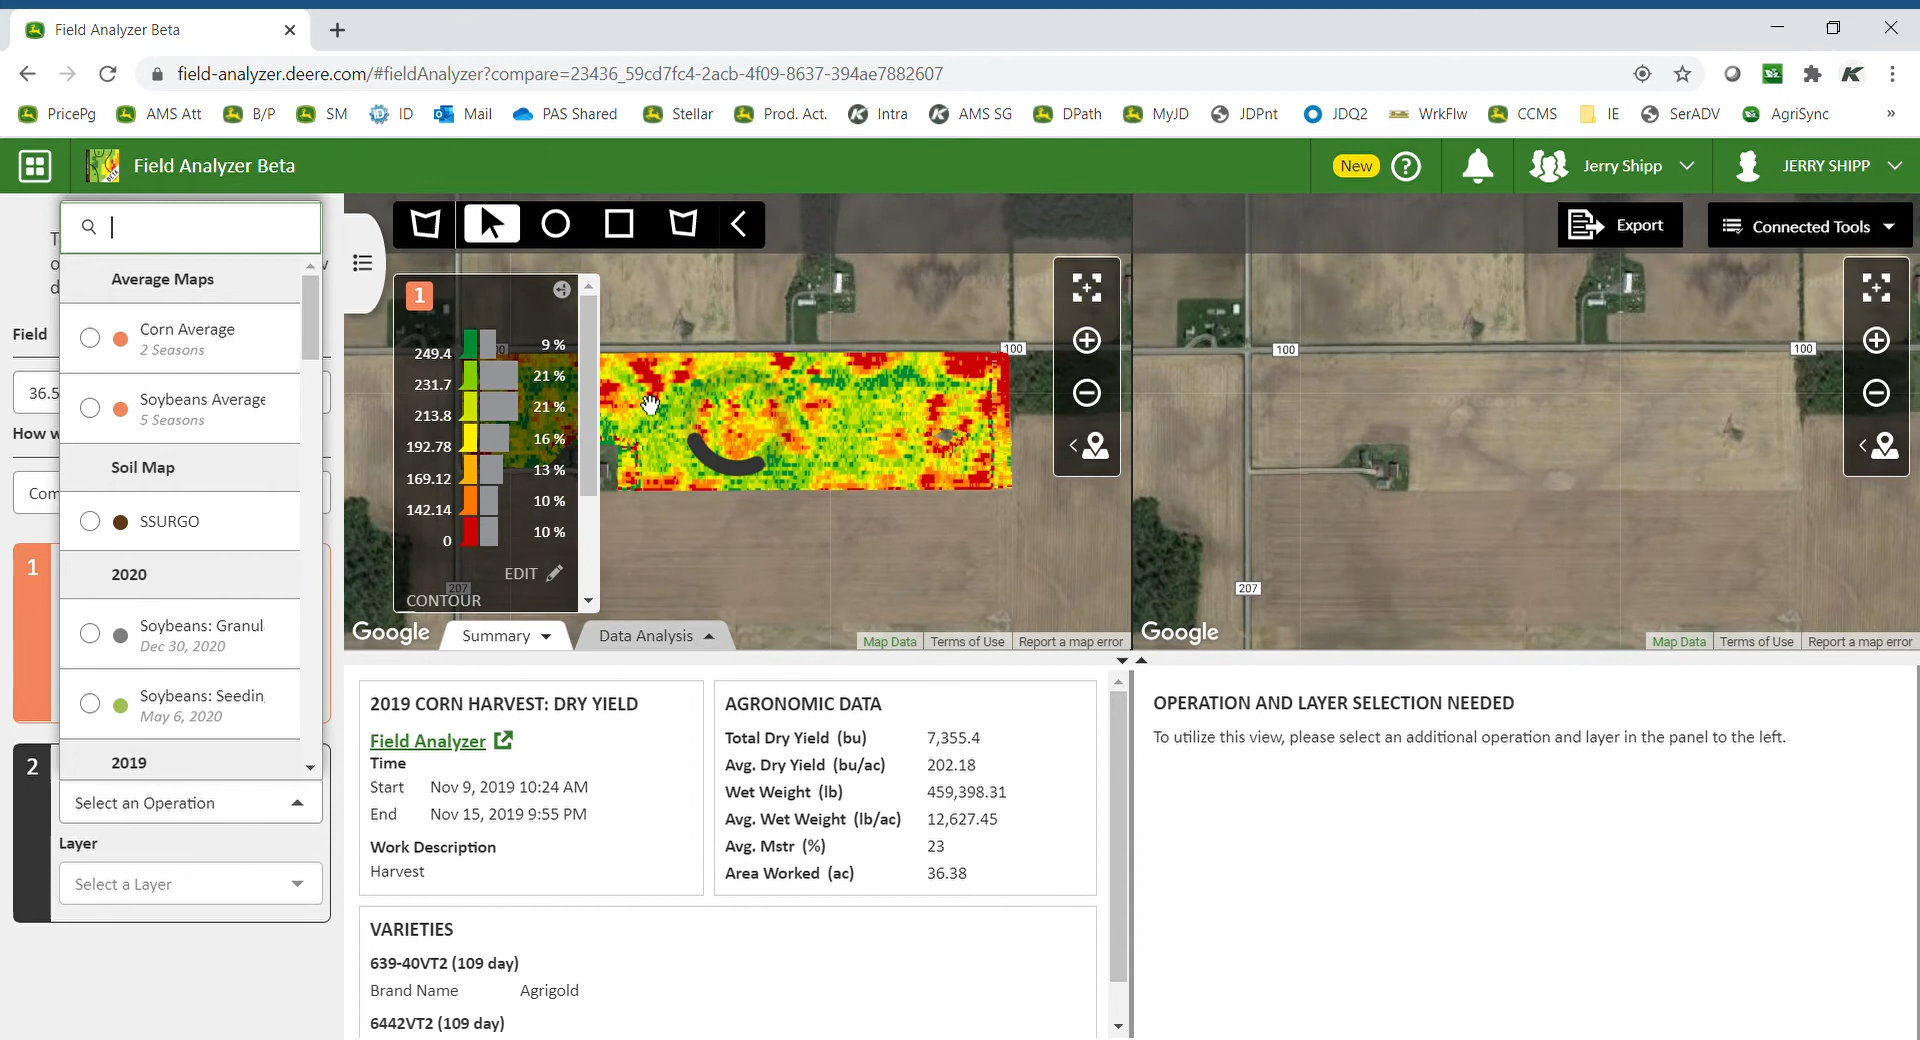 Field Analyzer Beta
field-analyzer.deere.com/#fieldAnalyzer?compare=23436_59cd7fc4-2acb-4f09-8637-394ae7882607
PricePg AMS Att B/P SM ID Mail PAS Shared Stellar Prod. Act. Intra AMS SG DPath MyJD JDPnt JDQ2 WrkFlw CCMS IE SerADV AgriSync »
Field Analyzer Beta New ? Jerry Shipp JERRY SHIPP
Average Maps
Corn Average
2 Seasons
Soybeans Average
5 Seasons
Soil Map
SSURGO
2020
Soybeans: Granul
Dec 30, 2020
Soybeans: Seedin
May 6, 2020
2019
Field
36.5
How w
Com
1
2
Select an Operation
Layer
Select a Layer
Export
Connected Tools
1
9 %
249.4
21 %
231.7
21 %
213.8
16 %
192.78
13 %
169.12
10 %
142.14
10 %
0
EDIT
CONTOUR
100
100
100
207
207
Google
Summary
Data Analysis
Map Data Terms of Use Report a map error
Google
Map Data Terms of Use Report a map error
2019 CORN HARVEST: DRY YIELD
Field Analyzer
Time
Start Nov 9, 2019 10:24 AM
End Nov 15, 2019 9:55 PM
Work Description
Harvest
AGRONOMIC DATA
Total Dry Yield (bu) 7,355.4
Avg. Dry Yield (bu/ac) 202.18
Wet Weight (lb) 459,398.31
Avg. Wet Weight (lb/ac) 12,627.45
Avg. Mstr (%) 23
Area Worked (ac) 36.38
VARIETIES
639-40VT2 (109 day)
Brand Name Agrigold
6442VT2 (109 day)
OPERATION AND LAYER SELECTION NEEDED
To utilize this view, please select an additional operation and layer in the panel to the left.